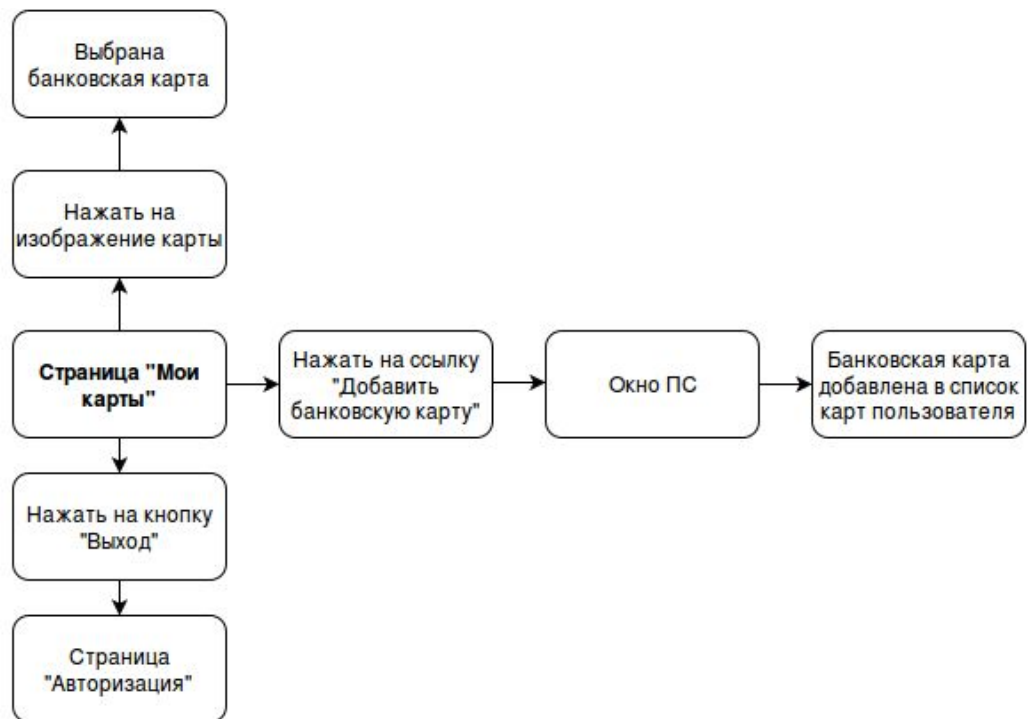 Выбрана
банковская карта
Нажать на
изображение карты
Страница "Мои
карты"
Нажать на ссылку
"Добавить
банковскую карту"
Окно ПС
Банковская карта
добавлена в список
карт пользователя
Нажать на кнопку
"Выход"
Страница
"Авторизация"